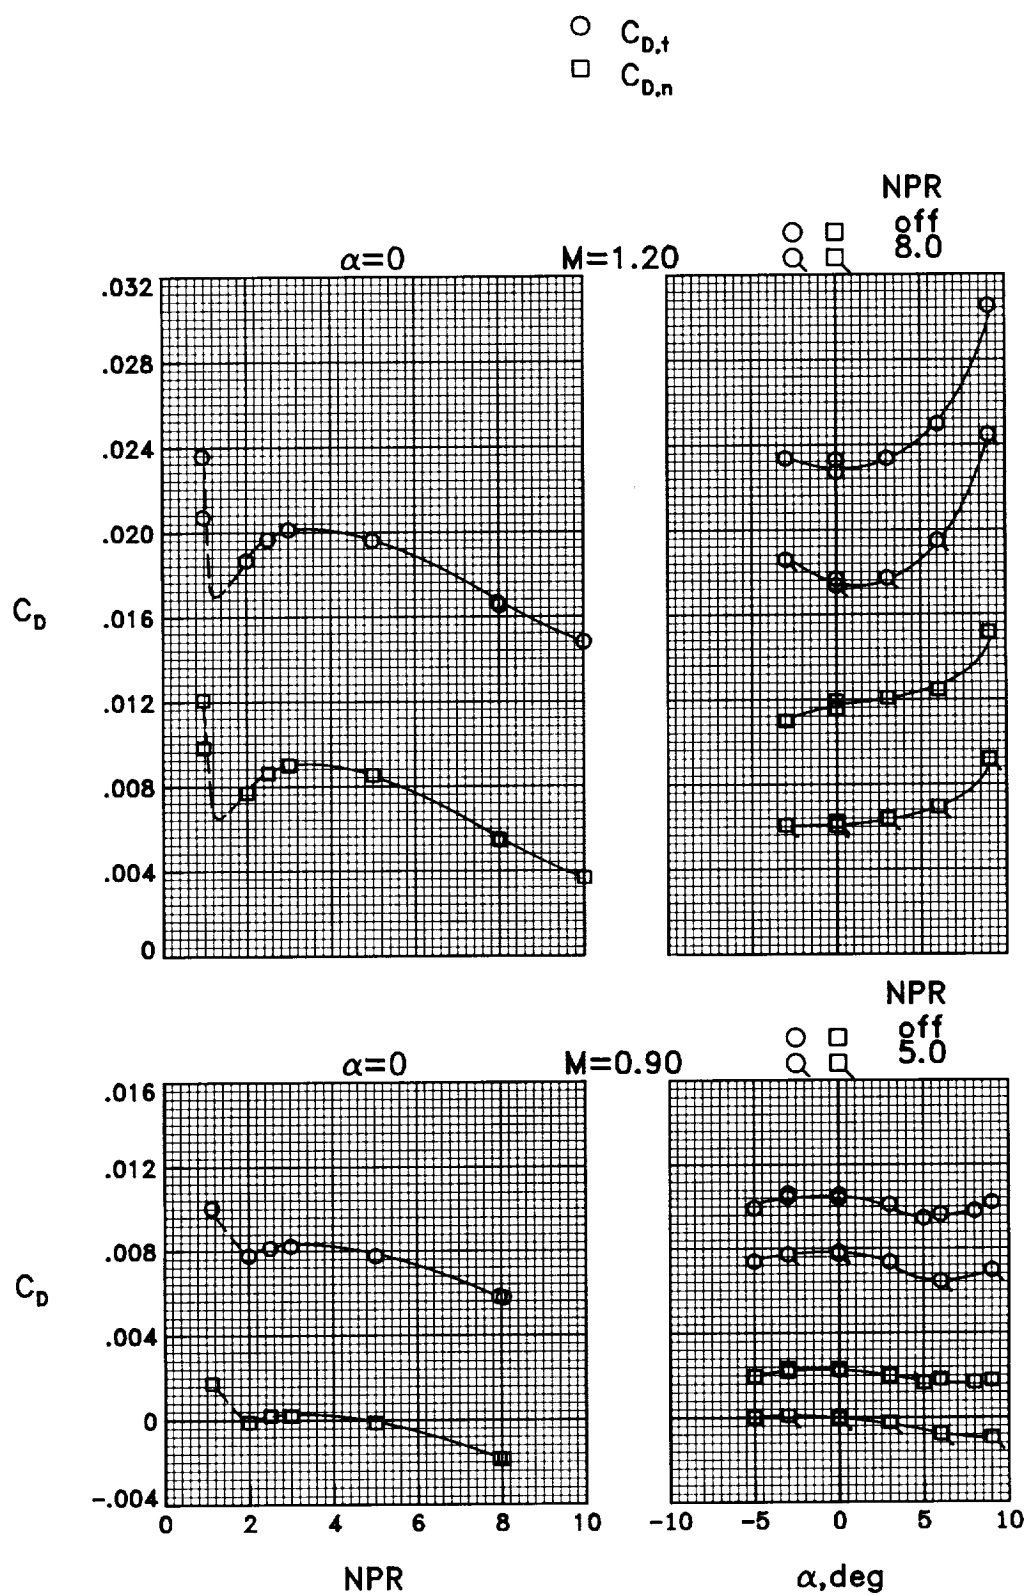 C_D,t
C_D,n
NPR
off
8.0
α=0 M=1.20
.032
.028
.024
.020
.016
.012
.008
.004
0
C_D
NPR
off
5.0
α=0 M=0.90
.016
.012
.008
.004
0
-.004
C_D
0 2 4 6 8 10
-10 -5 0 5 10
NPR
α,deg